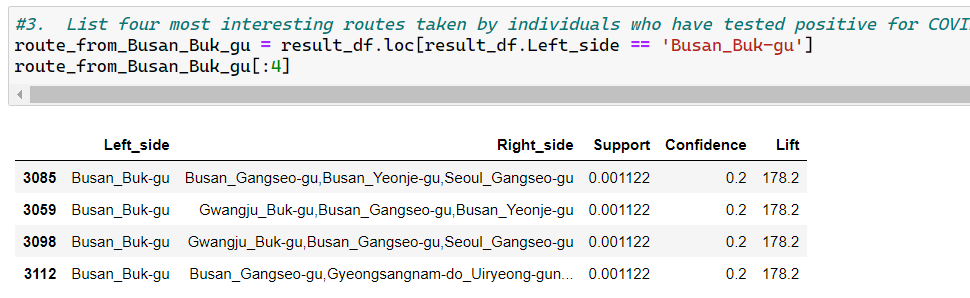 #3.  List four most interesting routes taken by individuals who have tested positive for COVI
route_from_Busan_Buk_gu = result_df.loc[result_df.Left_side == 'Busan_Buk-gu']
route_from_Busan_Buk_gu[:4]
Left_side Right_side Support Confidence Lift
3085 Busan_Buk-gu Busan_Gangseo-gu,Busan_Yeonje-gu,Seoul_Gangseo-gu 0.001122 0.2 178.2
3059 Busan_Buk-gu Gwangju_Buk-gu,Busan_Gangseo-gu,Busan_Yeonje-gu 0.001122 0.2 178.2
3098 Busan_Buk-gu Gwangju_Buk-gu,Busan_Gangseo-gu,Seoul_Gangseo-gu 0.001122 0.2 178.2
3112 Busan_Buk-gu Busan_Gangseo-gu,Gyeongsangnam-do_Uiryeong-gun... 0.001122 0.2 178.2